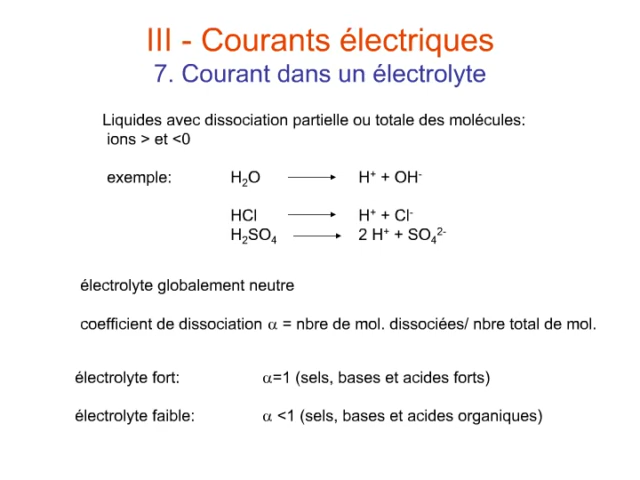 III - Courants électriques
7. Courant dans un électrolyte
Liquides avec dissociation partielle ou totale des molécules:
ions > et <0
exemple: H₂O ⟶ H⁺ + OH⁻
HCl ⟶ H⁺ + Cl⁻
H₂SO₄ ⟶ 2 H⁺ + SO₄²⁻
électrolyte globalement neutre
coefficient de dissociation α = nbre de mol. dissociées/ nbre total de mol.
électrolyte fort: α=1 (sels, bases et acides forts)
électrolyte faible: α <1 (sels, bases et acides organiques)